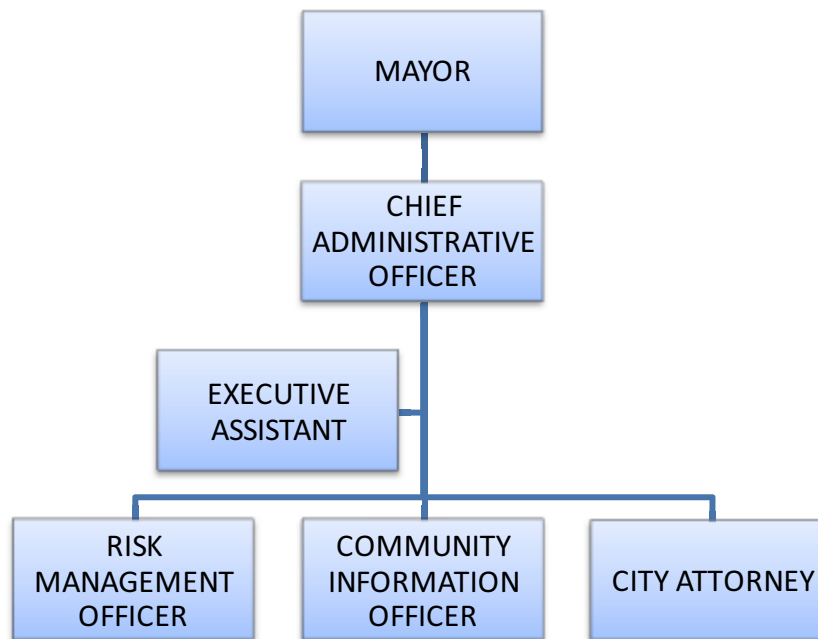 MAYOR
CHIEF
ADMINISTRATIVE
OFFICER
EXECUTIVE
ASSISTANT
RISK
MANAGEMENT
OFFICER
COMMUNITY
INFORMATION
OFFICER
CITY ATTORNEY